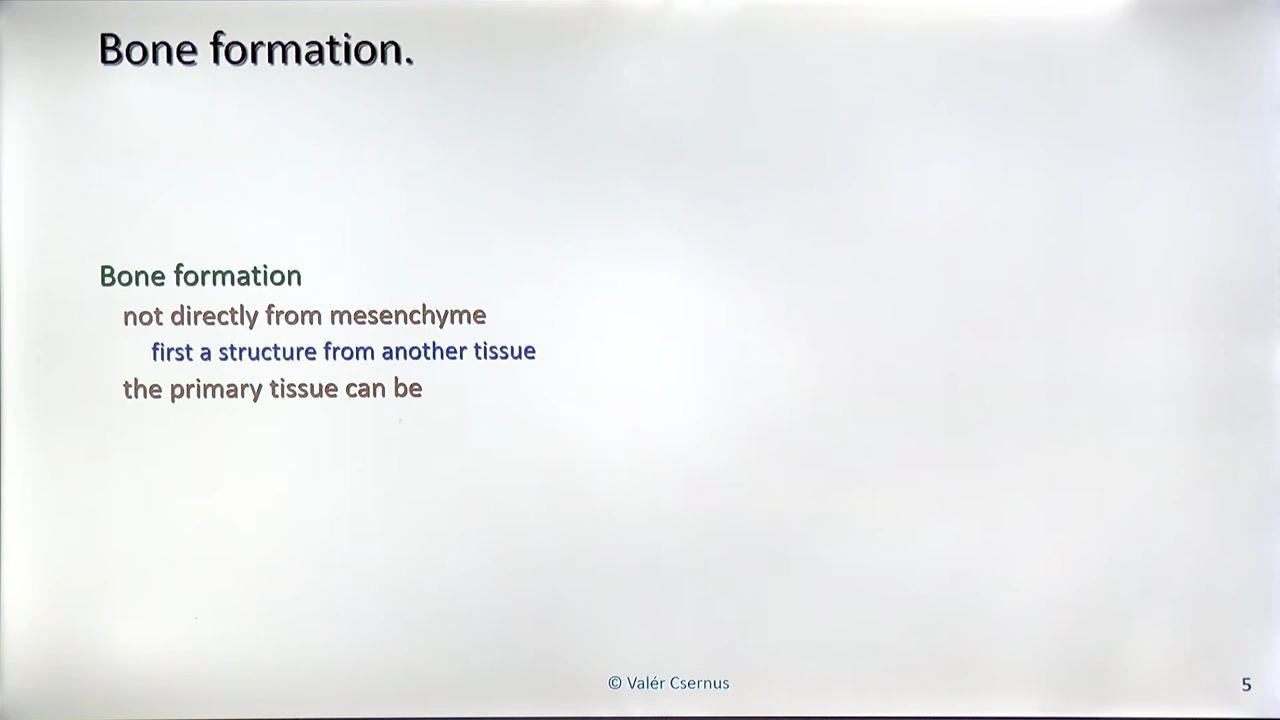 Bone formation.
Bone formation
not directly from mesenchyme
first a structure from another tissue
the primary tissue can be
© Valér Csernus
5